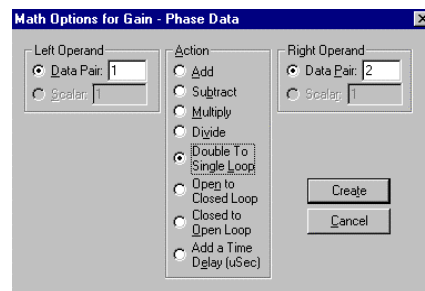 Math Options for Gain - Phase Data
Left Operand
Data Pair: 1
Scalar: 1
Action
Add
Subtract
Multiply
Divide
Double To
Single Loop
Open to
Closed Loop
Closed to
Open Loop
Add a Time
Delay (uSec)
Right Operand
Data Pair: 2
Scalar: 1
Create
Cancel